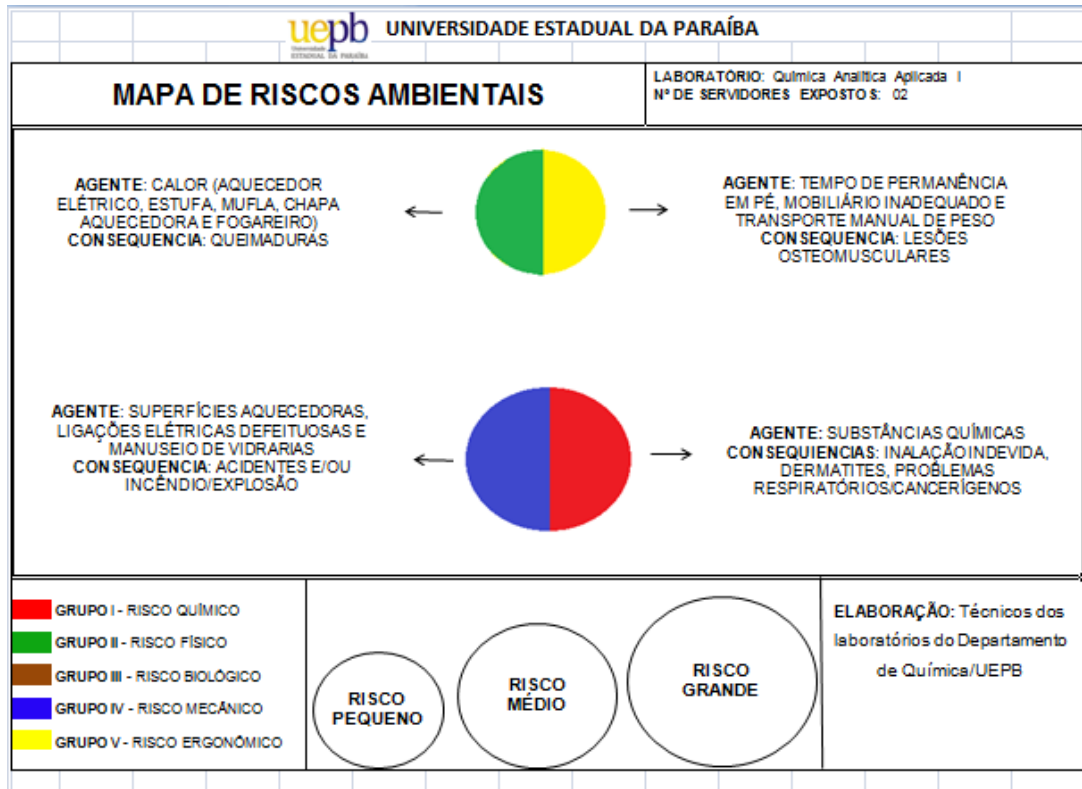 uepb
Universidade
ESTADUAL DA PARAÍBA
UNIVERSIDADE ESTADUAL DA PARAÍBA
MAPA DE RISCOS AMBIENTAIS
LABORATÓRIO: Química Analítica Aplicada I
Nº DE SERVIDORES EXPOSTOS: 02
AGENTE: CALOR (AQUECEDOR
ELÉTRICO, ESTUFA, MUFLA, CHAPA
AQUECEDORA E FOGAREIRO)
CONSEQUENCIA: QUEIMADURAS
AGENTE: TEMPO DE PERMANÊNCIA
EM PÉ, MOBILIÁRIO INADEQUADO E
TRANSPORTE MANUAL DE PESO
CONSEQUENCIA: LESÕES
OSTEOMUSCULARES
AGENTE: SUPERFÍCIES AQUECEDORAS,
LIGAÇÕES ELÉTRICAS DEFEITUOSAS E
MANUSEIO DE VIDRARIAS
CONSEQUENCIA: ACIDENTES E/OU
INCÊNDIO/EXPLOSÃO
AGENTE: SUBSTÂNCIAS QUÍMICAS
CONSEQUIENCIAS: INALAÇÃO INDEVIDA,
DERMATITES, PROBLEMAS
RESPIRATÓRIOS/CANCERÍGENOS
GRUPO I - RISCO QUÍMICO
GRUPO II - RISCO FÍSICO
GRUPO III - RISCO BIOLÓGICO
GRUPO IV - RISCO MECÂNICO
GRUPO V - RISCO ERGONÔMICO
RISCO
PEQUENO
RISCO
MÉDIO
RISCO
GRANDE
ELABORAÇÃO: Técnicos dos
laboratórios do Departamento
de Química/UEPB